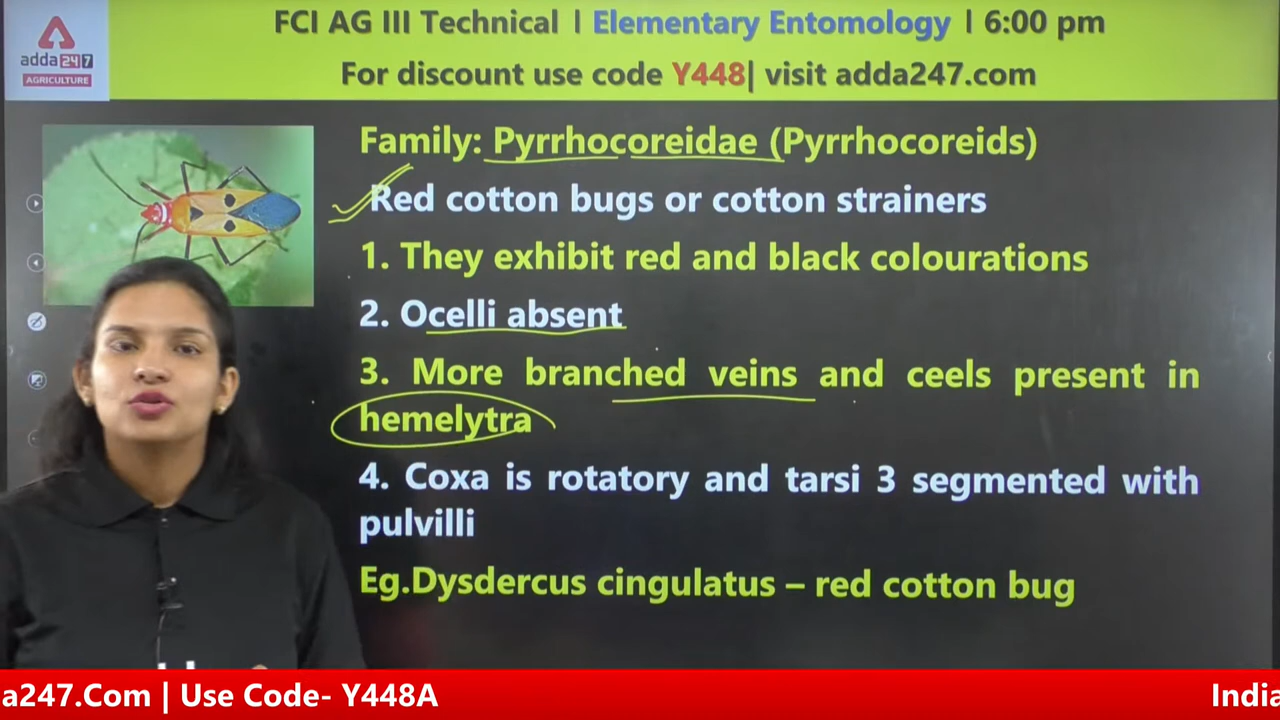 FCI AG III Technical | Elementary Entomology | 6:00 pm
For discount use code Y448| visit adda247.com
adda247
AGRICULTURE
Family: Pyrrhocoreidae (Pyrrhocoreids)
Red cotton bugs or cotton strainers
1. They exhibit red and black colourations
2. Ocelli absent
3. More branched veins and ceels present in
hemelytra
4. Coxa is rotatory and tarsi 3 segmented with
pulvilli
Eg.Dysdercus cingulatus – red cotton bug
a247.Com | Use Code- Y448A
India